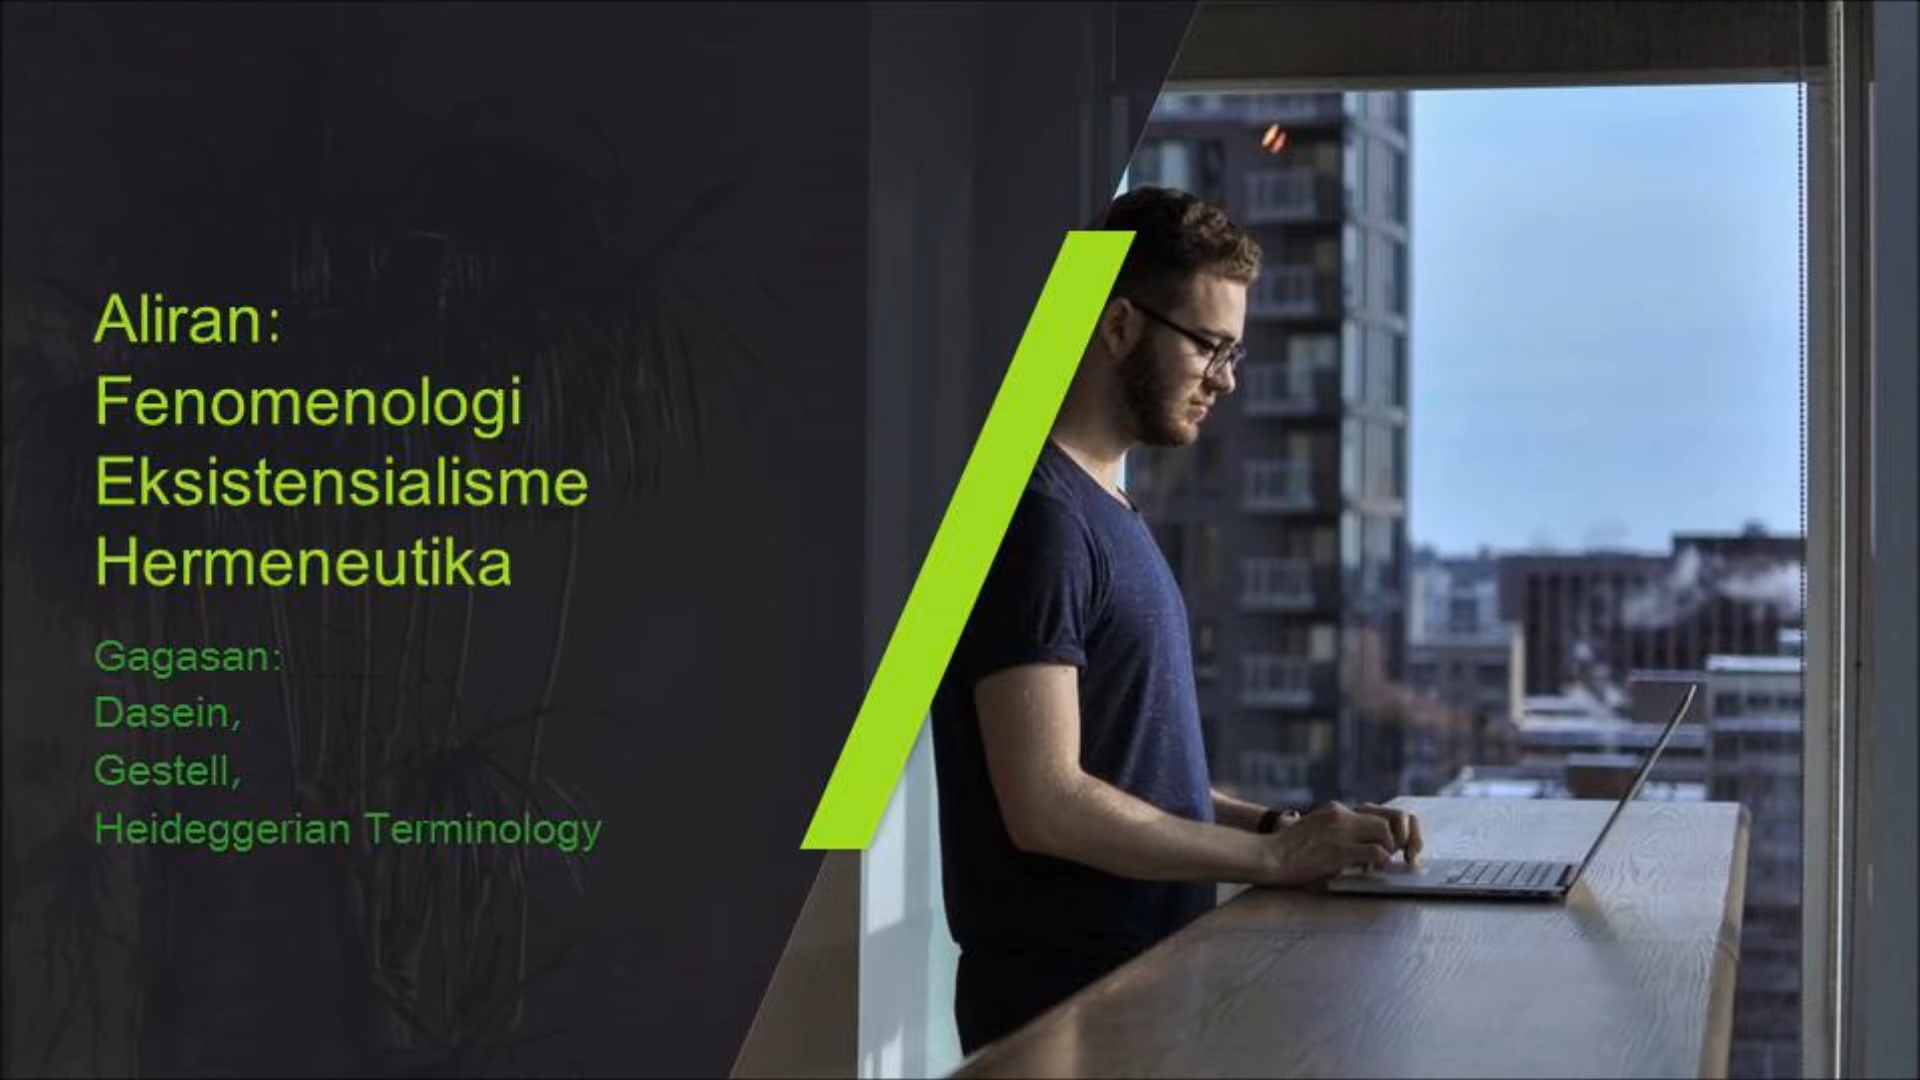 Aliran:
Fenomenologi
Eksistensialisme
Hermeneutika
Gagasan:
Dasein,
Gestell,
Heideggerian Terminology